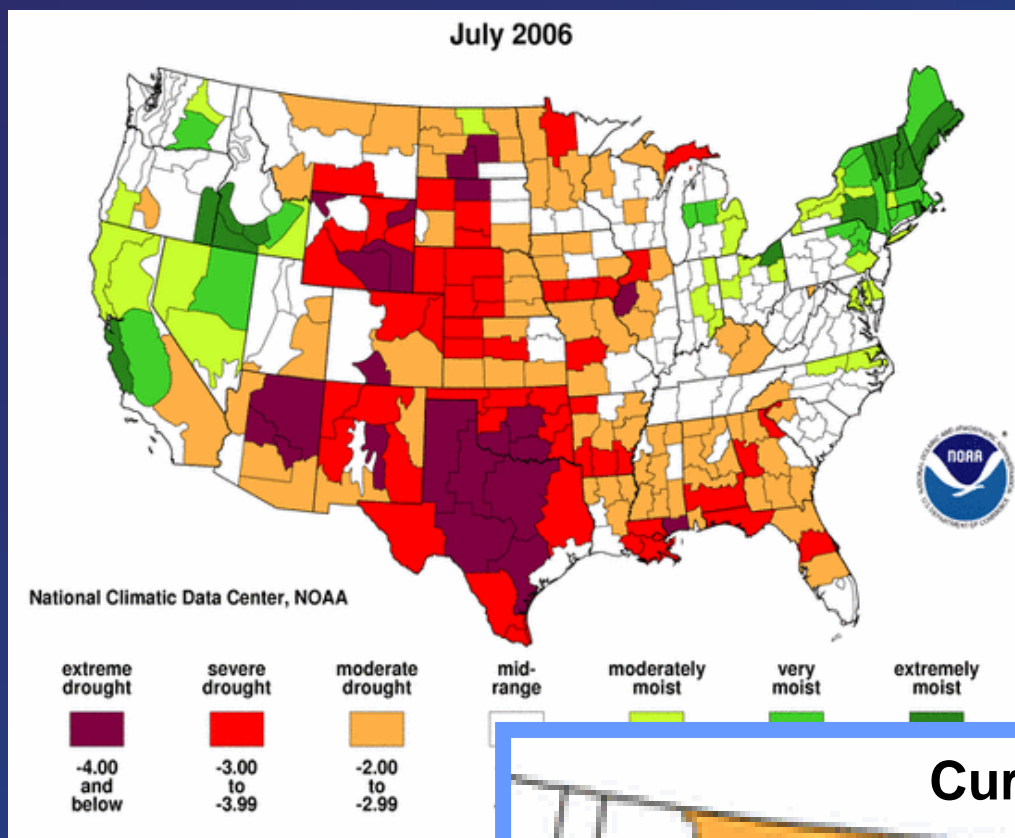 July 2006
NOAA
National Climatic Data Center, NOAA
extreme
drought
severe
drought
moderate
drought
mid-
range
moderately
moist
very
moist
extremely
moist
-4.00
and
below
-3.00
to
-3.99
-2.00
to
-2.99
Cur